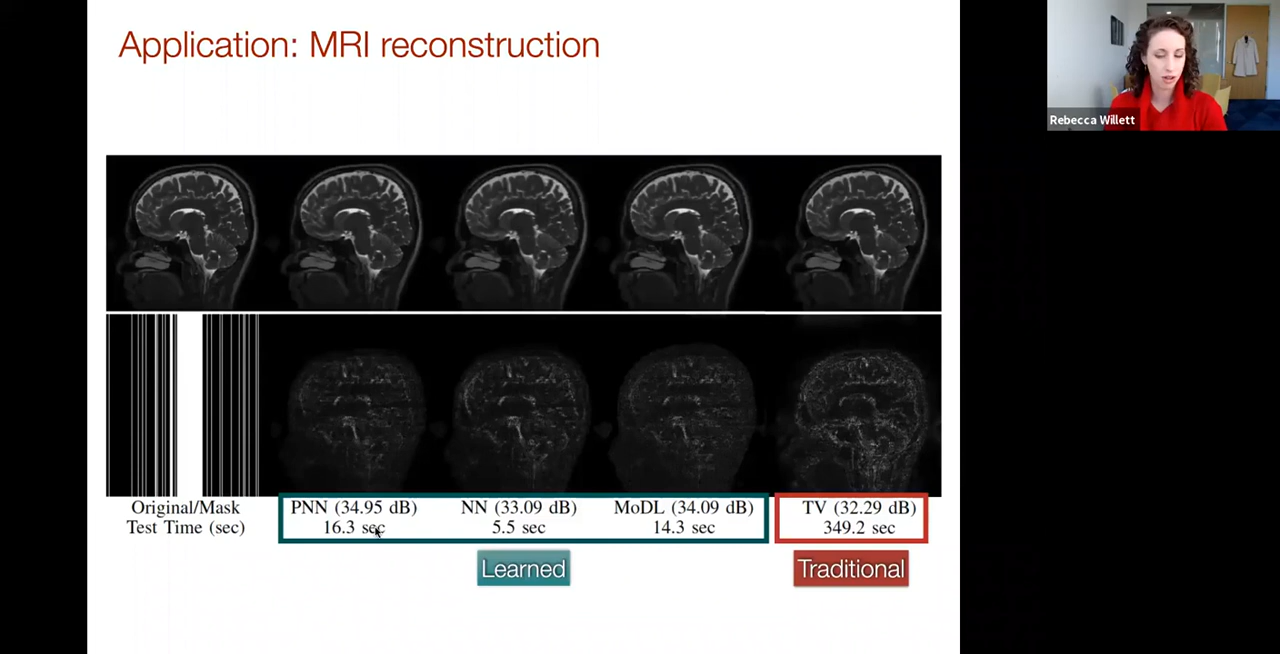 Application: MRI reconstruction
Rebecca Willett
Original/Mask PNN (34.95 dB) NN (33.09 dB) MoDL (34.09 dB) TV (32.29 dB)
Test Time (sec) 16.3 sec 5.5 sec 14.3 sec 349.2 sec
Learned Traditional